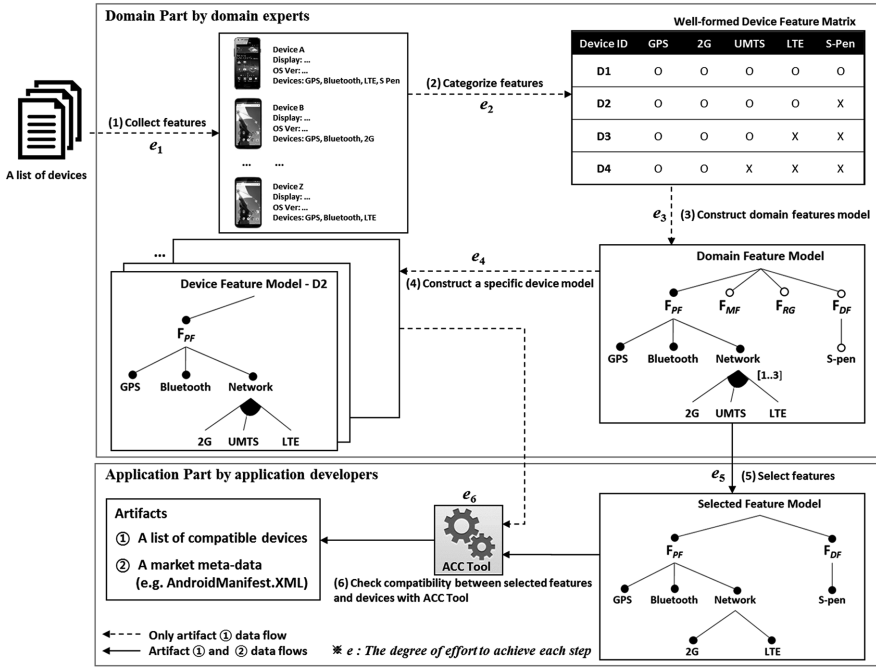 Domain Part by domain experts
A list of devices
(1) Collect features
e1
Device A
Display: ...
OS Ver: ...
Devices: GPS, Bluetooth, LTE, S Pen
Device B
Display: ...
OS Ver: ...
Devices: GPS, Bluetooth, 2G
... ...
Device Z
Display: ...
OS Ver: ...
Devices: GPS, Bluetooth, LTE
(2) Categorize features
e2
Well-formed Device Feature Matrix
Device ID GPS 2G UMTS LTE S-Pen
D1 O O O O O
D2 O O O O X
D3 O O O X X
D4 O O X X X
e3
(3) Construct domain features model
Domain Feature Model
FPF FMF FRG FDF
GPS Bluetooth Network S-pen
[1..3]
2G UMTS LTE
e4
(4) Construct a specific device model
...
Device Feature Model - D2
FPF
GPS Bluetooth Network
2G UMTS LTE
Application Part by application developers
e5
(5) Select features
Selected Feature Model
FPF FDF
GPS Bluetooth Network S-pen
2G LTE
e6
ACC Tool
(6) Check compatibility between selected features
and devices with ACC Tool
Artifacts
① A list of compatible devices
② A market meta-data
(e.g. AndroidManifest.XML)
Only artifact ① data flow
Artifact ① and ② data flows
※ e : The degree of effort to achieve each step